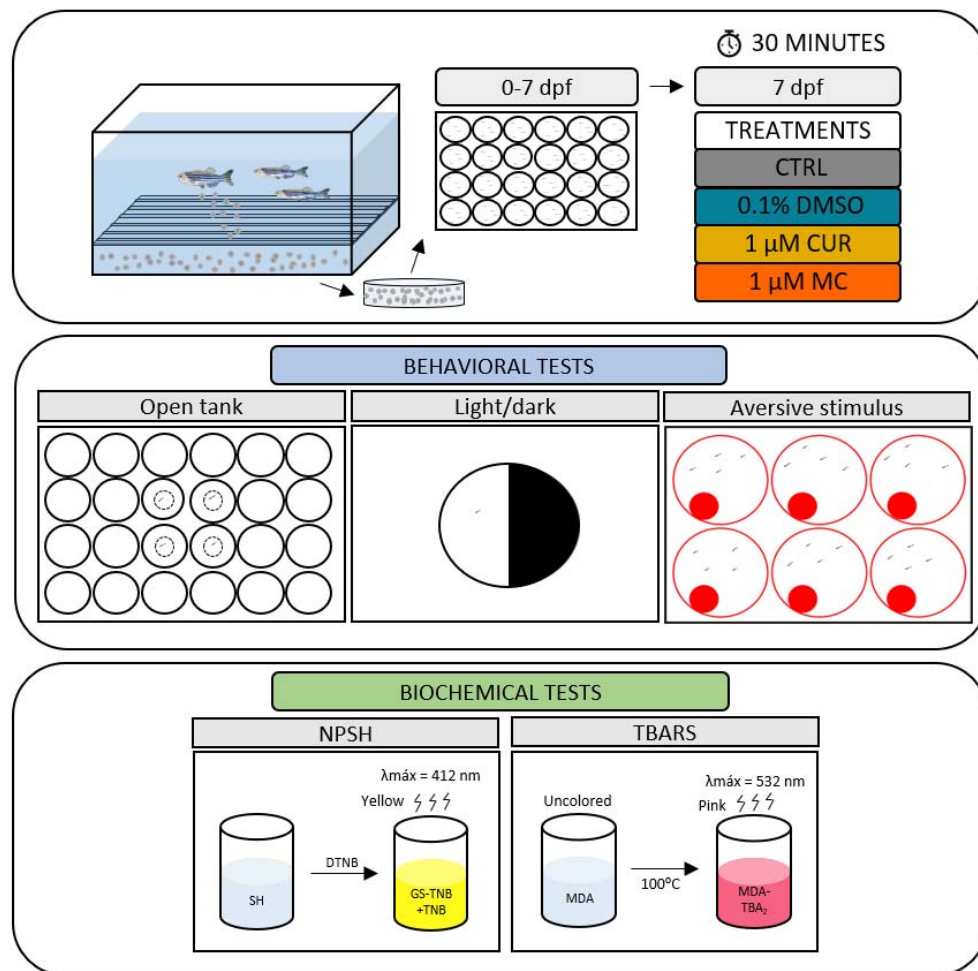 30 MINUTES
0-7 dpf
7 dpf
TREATMENTS
CTRL
0.1% DMSO
1 µM CUR
1 µM MC
BEHAVIORAL TESTS
Open tank
Light/dark
Aversive stimulus
BIOCHEMICAL TESTS
NPSH
TBARS
λmáx = 412 nm
Yellow
DTNB
SH
GS-TNB
+TNB
λmáx = 532 nm
Uncolored
Pink
100ºC
MDA
MDA-
TBA₂